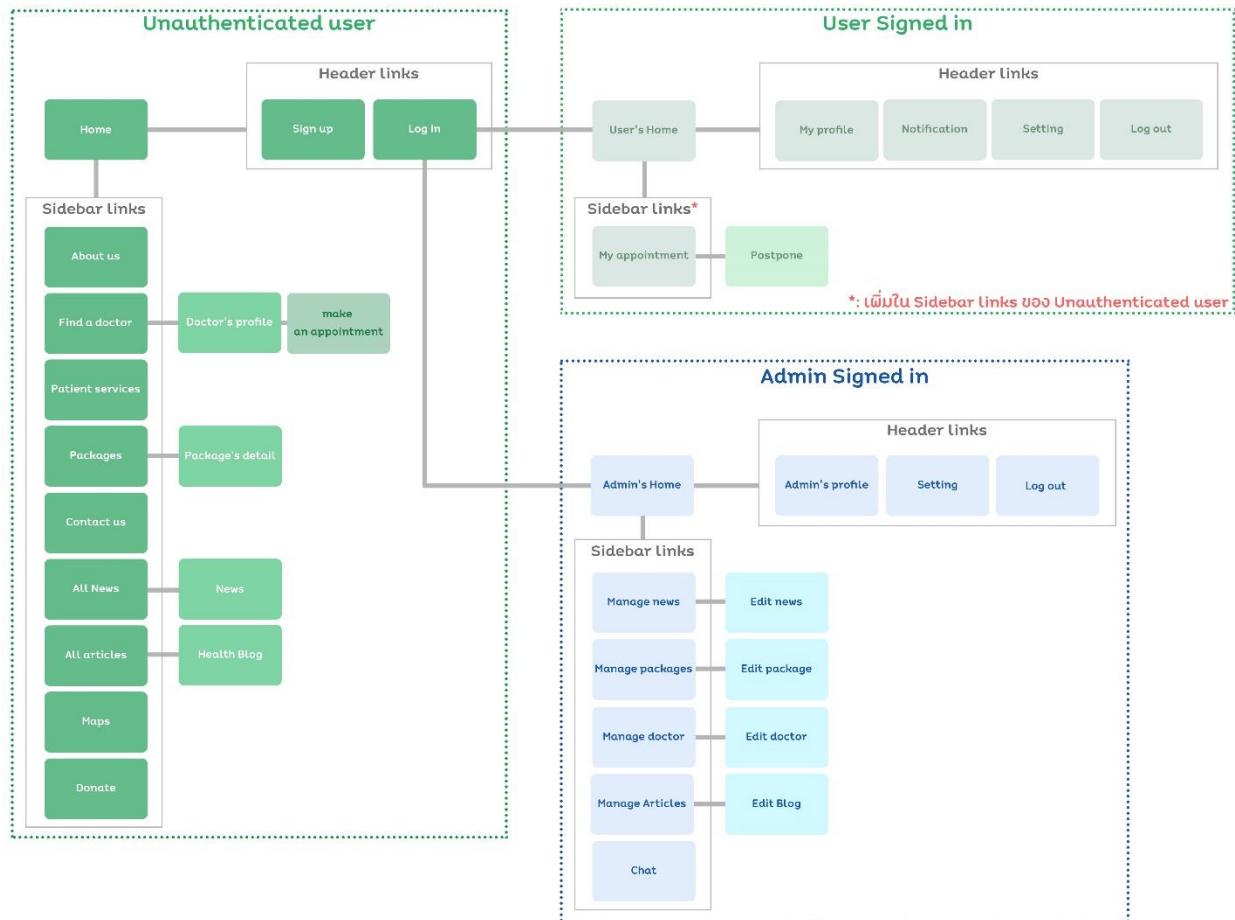 Unauthenticated user
Header links
Home
Sign up
Log in
Sidebar links
About us
Find a doctor
Doctor's profile
make
an appointment
Patient services
Packages
Package's detail
Contact us
All News
News
All articles
Health Blog
Maps
Donate
User Signed in
Header links
User's Home
My profile
Notification
Setting
Log out
Sidebar links*
My appointment
Postpone
*: เพิ่มใน Sidebar links ของ Unauthenticated user
Admin Signed in
Header links
Admin's Home
Admin's profile
Setting
Log out
Sidebar links
Manage news
Edit news
Manage packages
Edit package
Manage doctor
Edit doctor
Manage Articles
Edit Blog
Chat